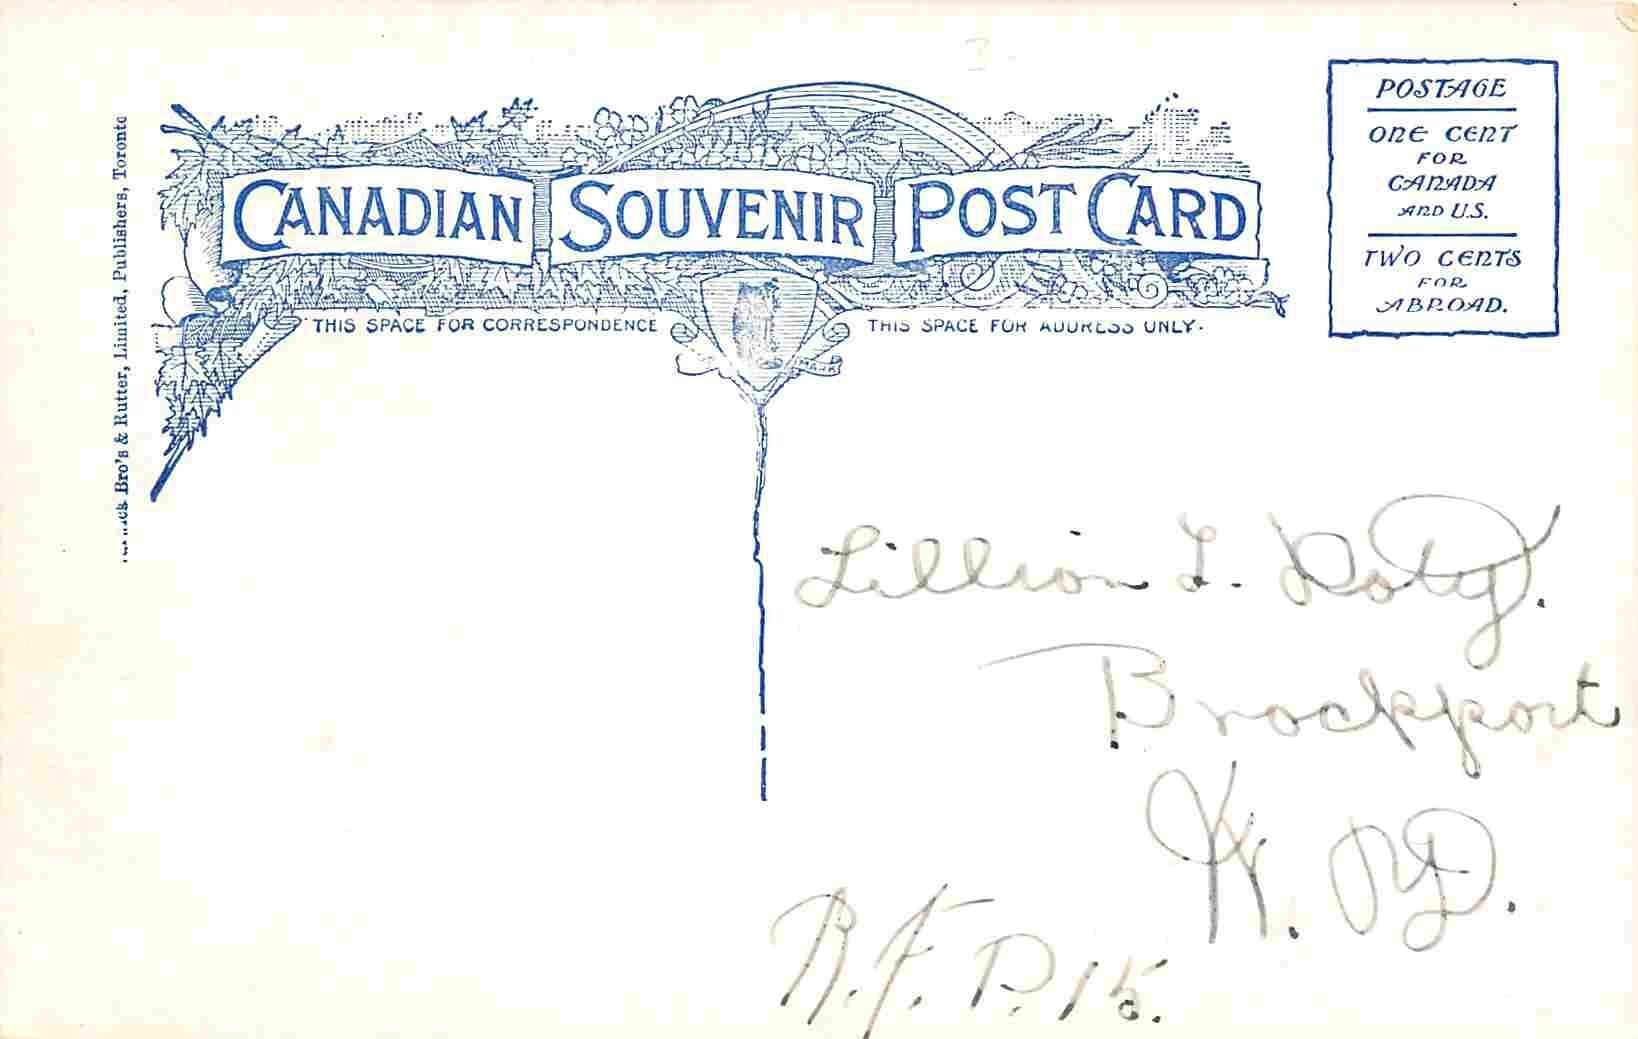 CANADIAN SOUVENIR POST CARD
THIS SPACE FOR CORRESPONDENCE
THIS SPACE FOR ADDRESS ONLY.
MARK
POSTAGE
ONE CENT
FOR
CANADA
AND U.S.
TWO CENTS
FOR
ABROAD.
Bro's & Rutter, Limited, Publishers, Toronto
Lillian L. Doty.
Brockport
N. Y.
R.F.D. 15.